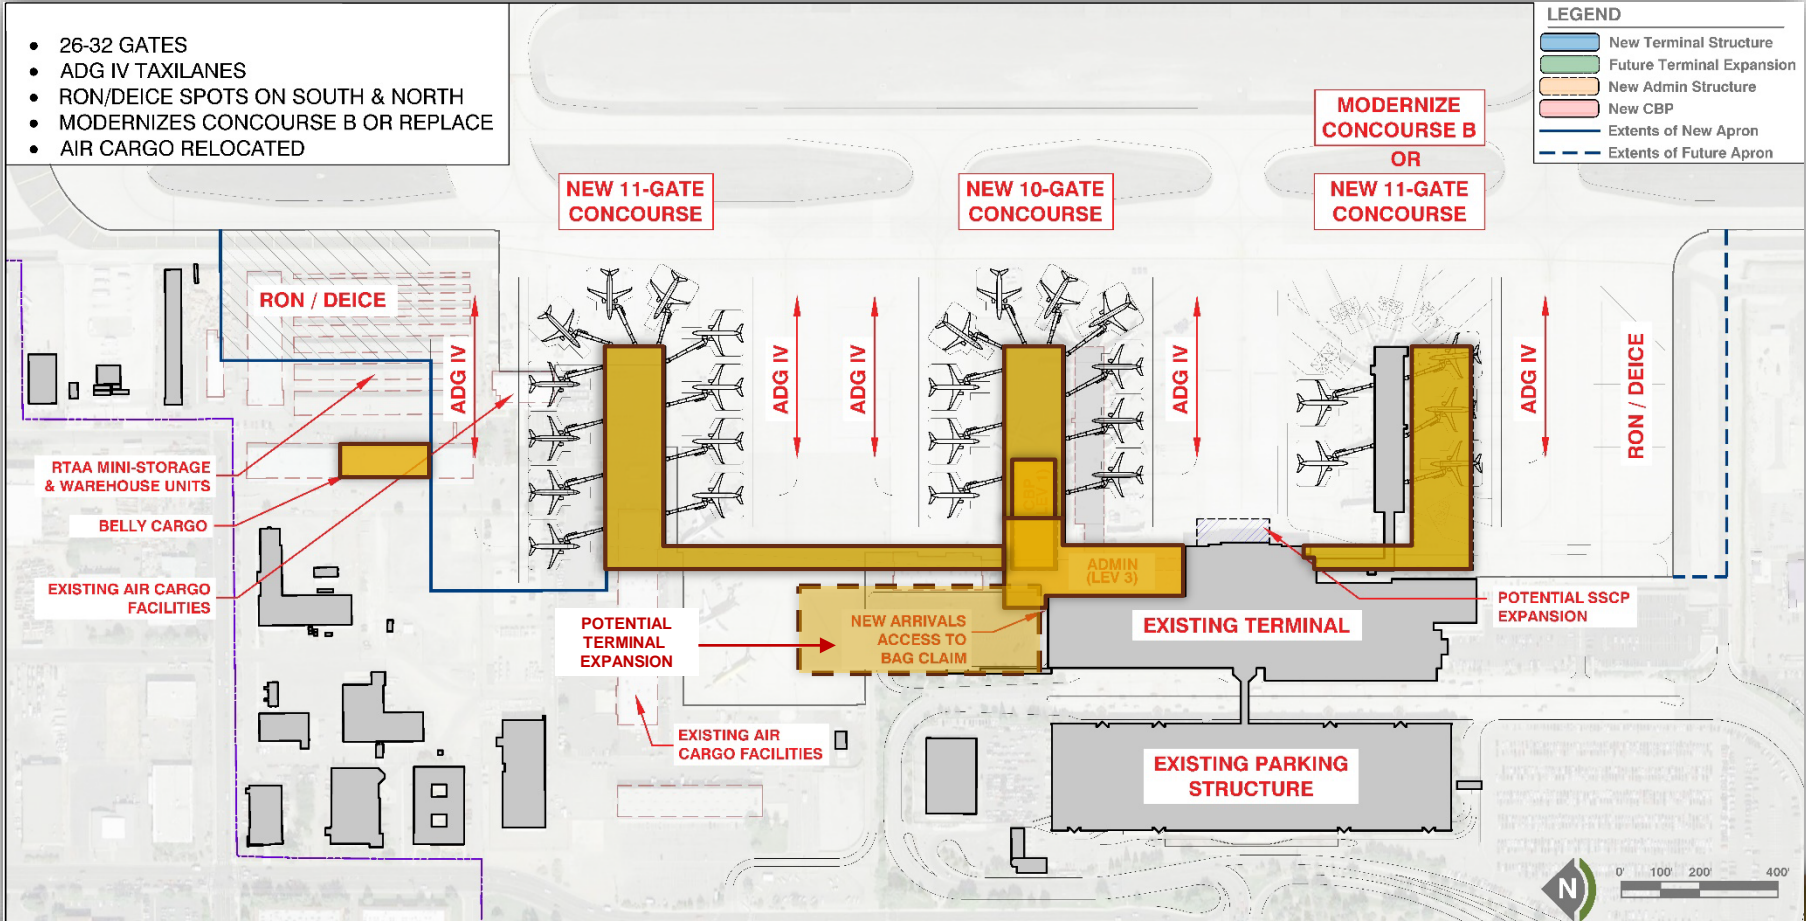 • 26-32 GATES
• ADG IV TAXILANES
• RON/DEICE SPOTS ON SOUTH & NORTH
• MODERNIZES CONCOURSE B OR REPLACE
• AIR CARGO RELOCATED
LEGEND
New Terminal Structure
Future Terminal Expansion
New Admin Structure
New CBP
Extents of New Apron
Extents of Future Apron
NEW 11-GATE
CONCOURSE
NEW 10-GATE
CONCOURSE
MODERNIZE
CONCOURSE B
OR
NEW 11-GATE
CONCOURSE
RON / DEICE
ADG IV
ADG IV
ADG IV
ADG IV
ADG IV
RON / DEICE
RTAA MINI-STORAGE
& WAREHOUSE UNITS
BELLY CARGO
EXISTING AIR CARGO
FACILITIES
CBP
(LEV 1)
ADMIN
(LEV 3)
POTENTIAL
TERMINAL
EXPANSION
NEW ARRIVALS
ACCESS TO
BAG CLAIM
EXISTING TERMINAL
POTENTIAL SSCP
EXPANSION
EXISTING AIR
CARGO FACILITIES
EXISTING PARKING
STRUCTURE
N
0' 100' 200' 400'